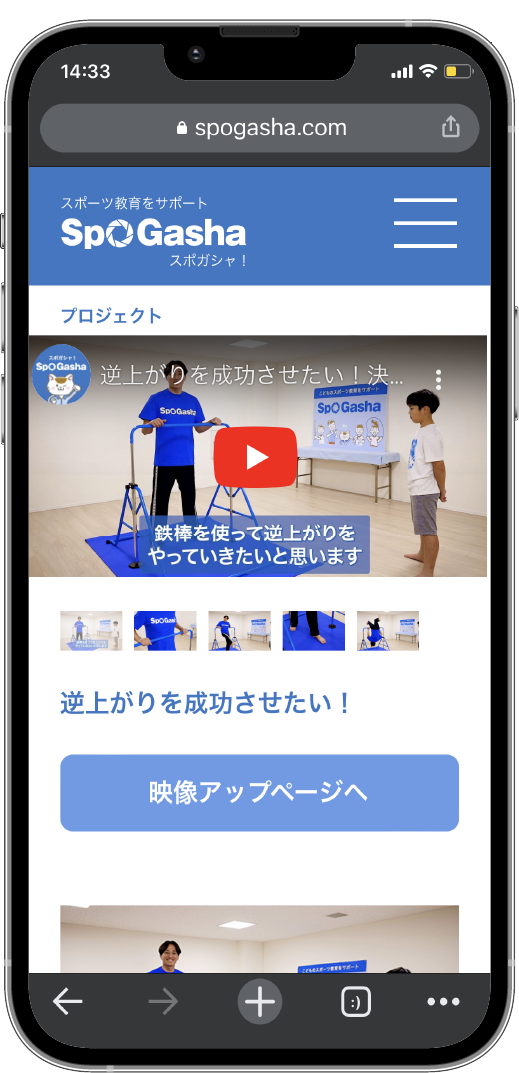 14:33
spogasha.com
スポーツ教育をサポート
SpoGasha
スポガシャ！
プロジェクト
スポガシャ！
SpoGasha
逆上がりを成功させたい！決...
SpoGasha
こどものスポーツ教育をサポート
SpoGasha
鉄棒を使って逆上がりを
やっていきたいと思います
SpoGasha
逆上がりを成功させたい！
映像アップページへ
こどものスポーツ教育をサポート
:)